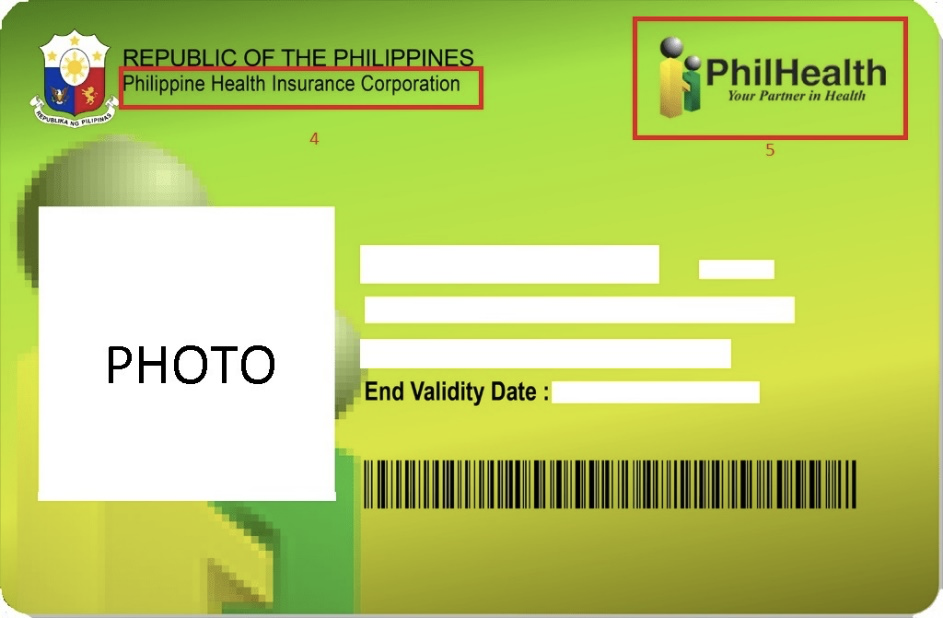 REPUBLIC OF THE PHILIPPINES
Philippine Health Insurance Corporation
REPUBLIKA NG PILIPINAS
PhilHealth
Your Partner in Health
4
5
PHOTO
End Validity Date :